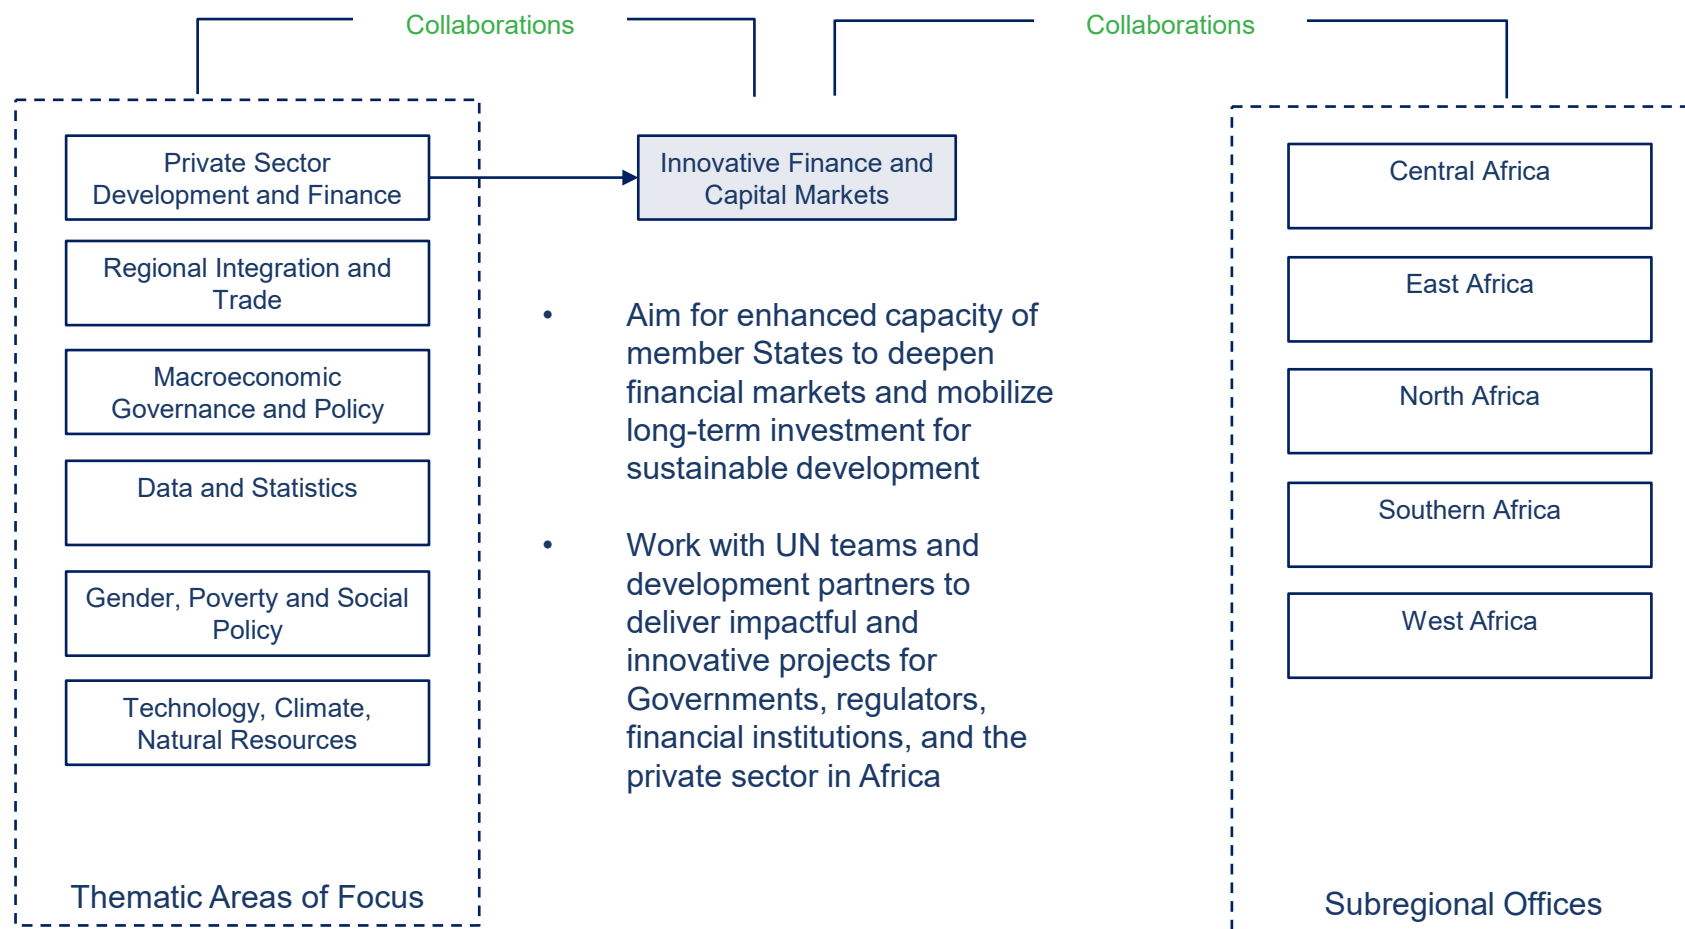 Collaborations
Collaborations
Private Sector
Development and Finance
Regional Integration and
Trade
Macroeconomic
Governance and Policy
Data and Statistics
Gender, Poverty and Social
Policy
Technology, Climate,
Natural Resources
Thematic Areas of Focus
Innovative Finance and
Capital Markets
• Aim for enhanced capacity of
member States to deepen
financial markets and mobilize
long-term investment for
sustainable development
• Work with UN teams and
development partners to
deliver impactful and
innovative projects for
Governments, regulators,
financial institutions, and the
private sector in Africa
Central Africa
East Africa
North Africa
Southern Africa
West Africa
Subregional Offices